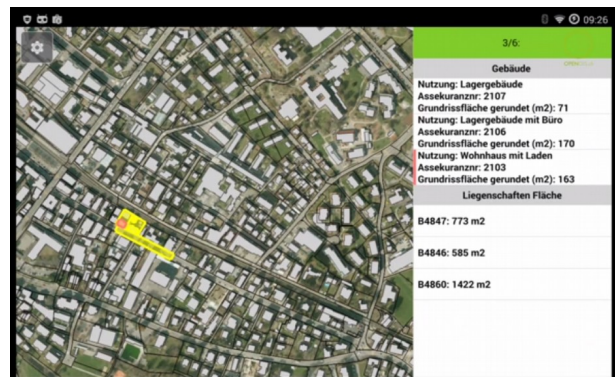 09:26
3/6:
Gebäude
Nutzung: Lagergebäude
Assekuranznr: 2107
Grundrissfläche gerundet (m2): 71
Nutzung: Lagergebäude mit Büro
Assekuranznr: 2106
Grundrissfläche gerundet (m2): 170
Nutzung: Wohnhaus mit Laden
Assekuranznr: 2103
Grundrissfläche gerundet (m2): 163
Liegenschaften Fläche
B4847: 773 m2
B4846: 585 m2
B4860: 1422 m2